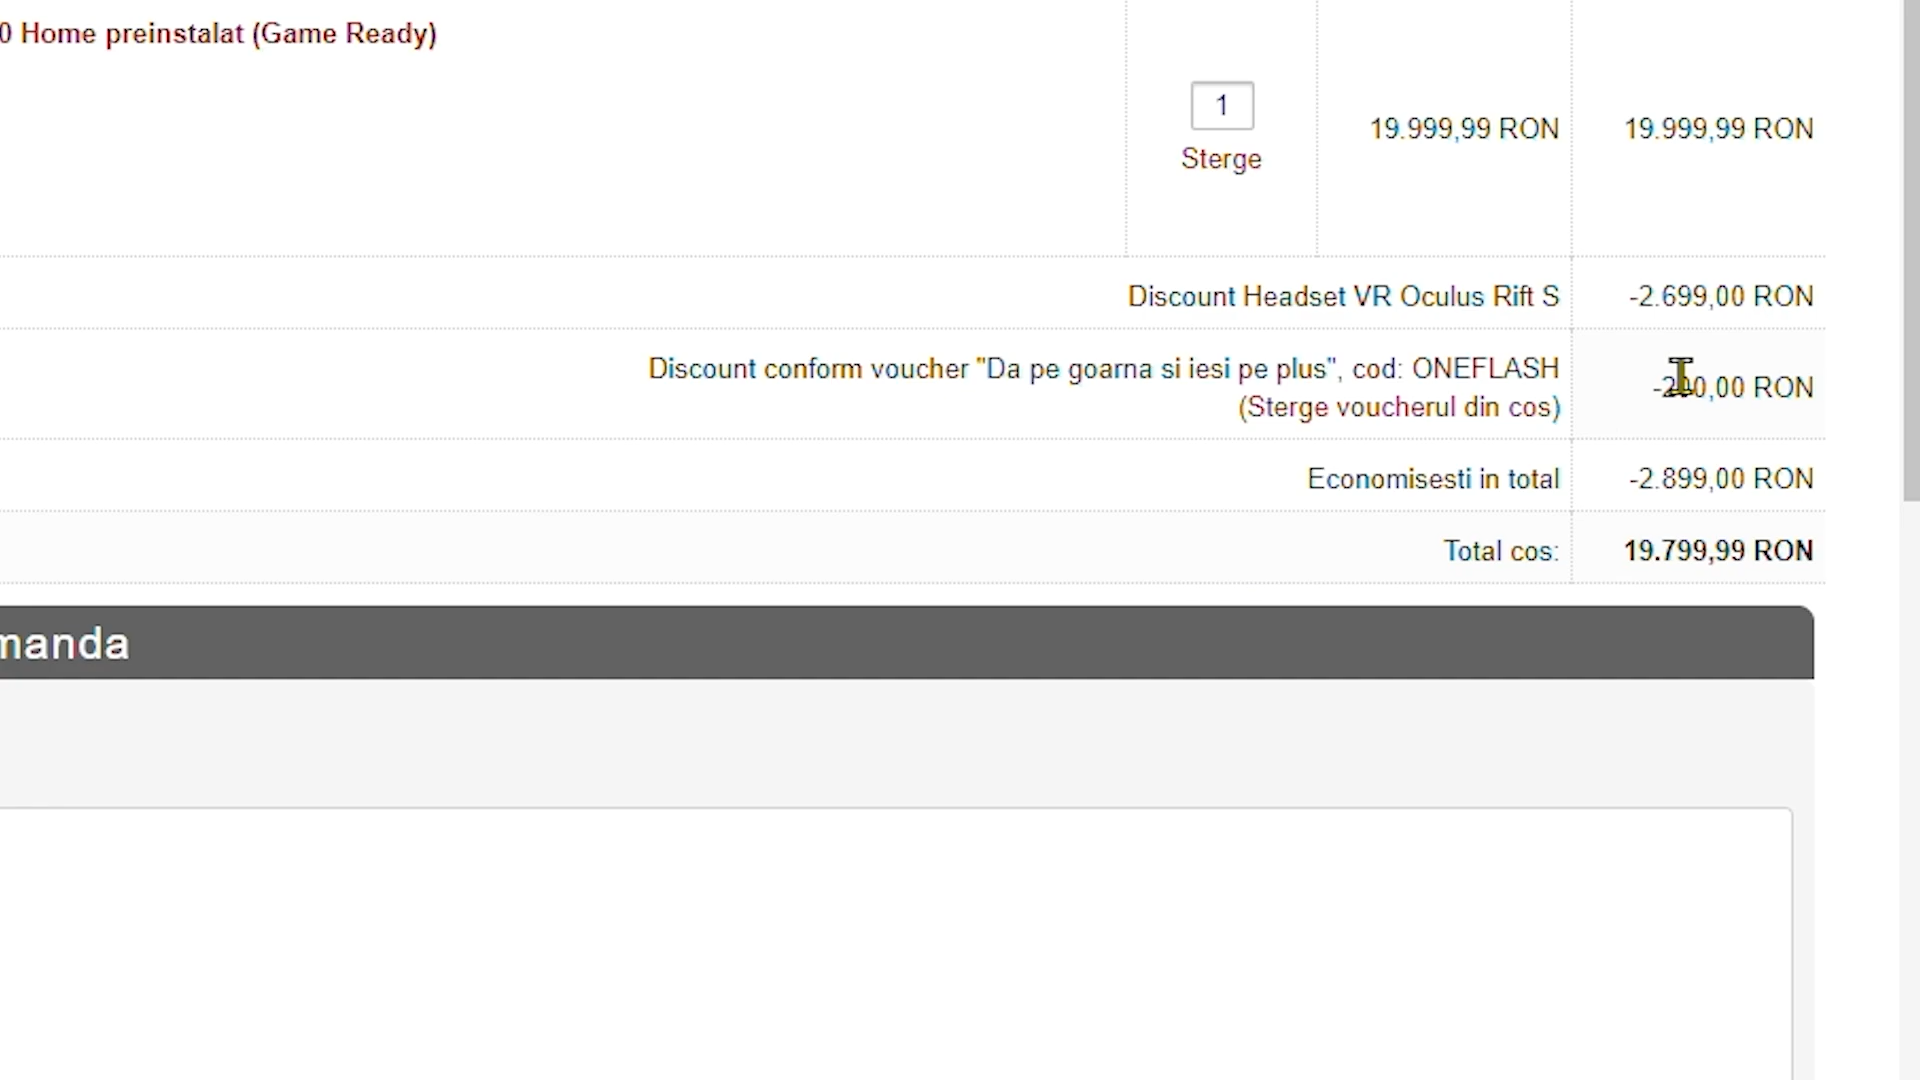 0 Home preinstalat (Game Ready)
1
19.999,99 RON
19.999,99 RON
Sterge
Discount Headset VR Oculus Rift S
-2.699,00 RON
Discount conform voucher "Da pe goarna si iesi pe plus", cod: ONEFLASH
-200,00 RON
(Sterge voucherul din cos)
Economisesti in total
-2.899,00 RON
Total cos:
19.799,99 RON
manda